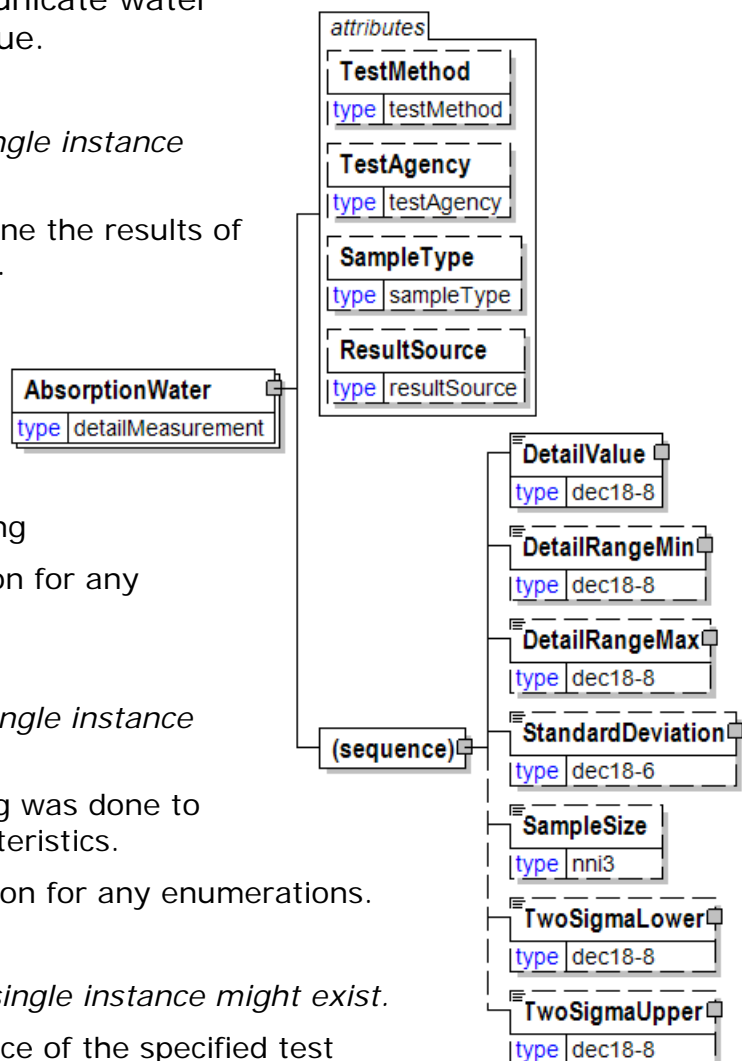 unicate water
ue.
ngle instance
ne the results of
.
ng
on for any
ngle instance
g was done to
teristics.
on for any enumerations.
single instance might exist.
ce of the specified test
attributes
TestMethod
type testMethod
TestAgency
type testAgency
SampleType
type sampleType
ResultSource
type resultSource
AbsorptionWater
type detailMeasurement
(sequence)
DetailValue
type dec18-8
DetailRangeMin
type dec18-8
DetailRangeMax
type dec18-8
StandardDeviation
type dec18-6
SampleSize
type nni3
TwoSigmaLower
type dec18-8
TwoSigmaUpper
type dec18-8